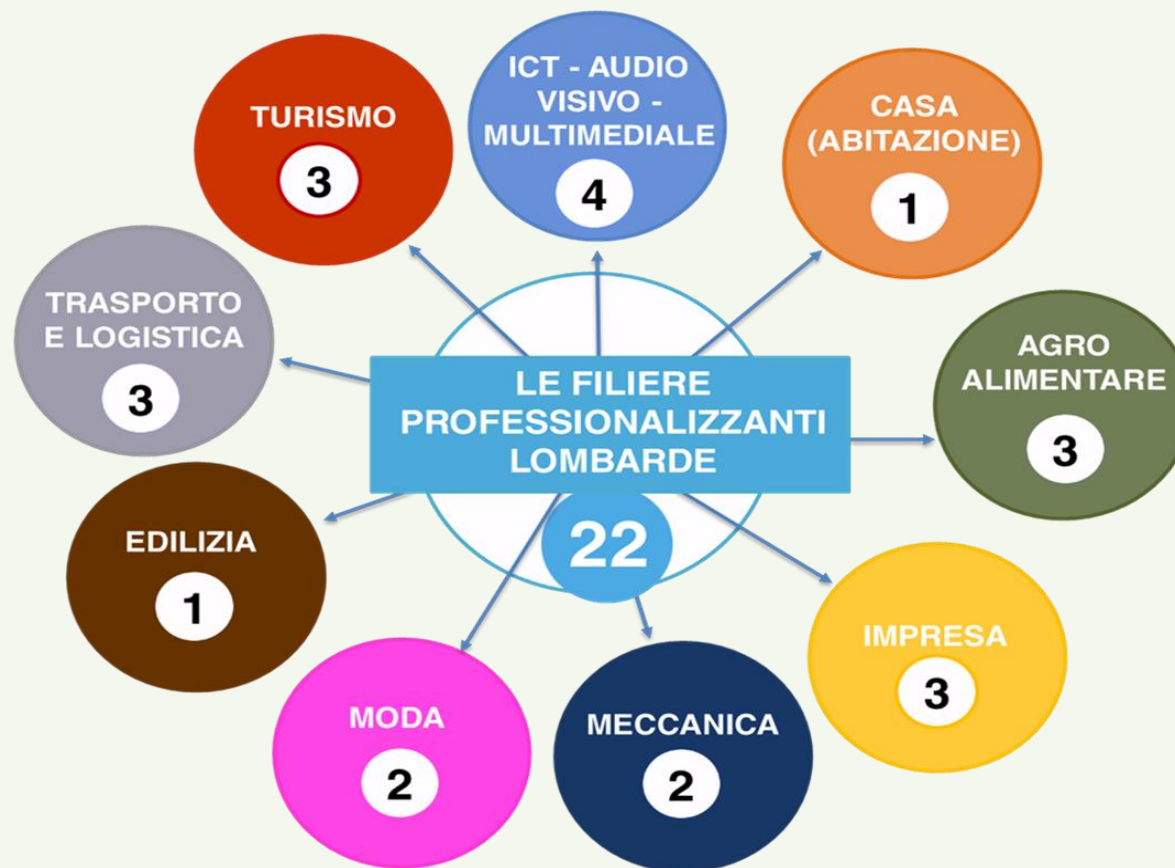 ICT - AUDIO
VISIVO -
MULTIMEDIALE
4
TURISMO
3
CASA
(ABITAZIONE)
1
TRASPORTO
E LOGISTICA
3
AGRO
ALIMENTARE
3
LE FILIERE
PROFESSIONALIZZANTI
LOMBARDE
22
EDILIZIA
1
IMPRESA
3
MODA
2
MECCANICA
2